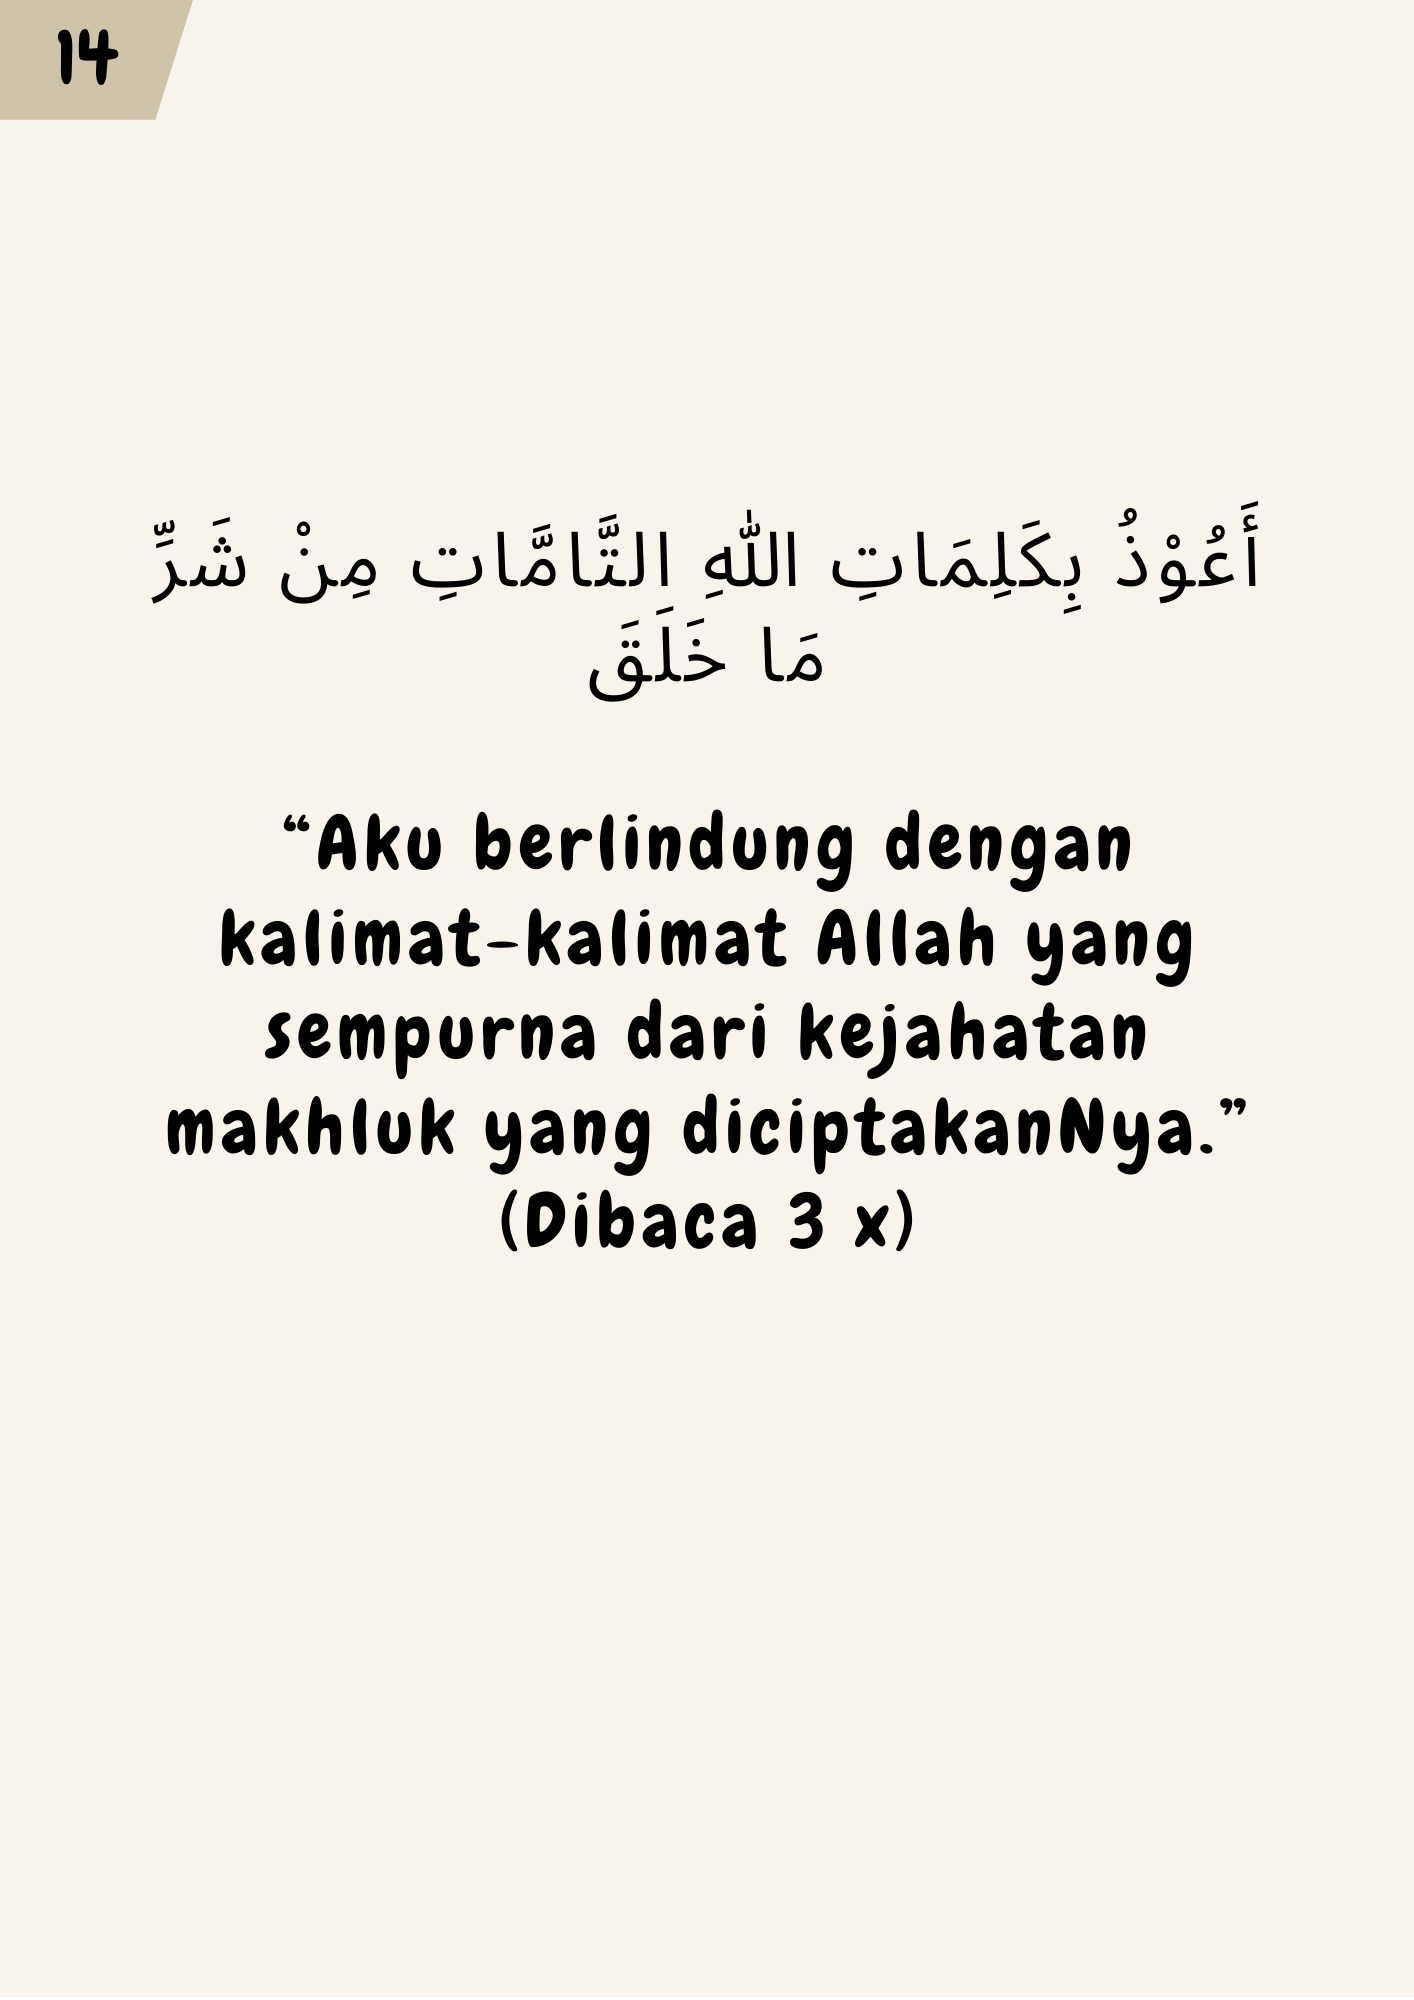 14
أَعُوْذُ بِكَلِمَاتِ اللّٰهِ التَّامَّاتِ مِنْ شَرِّ
مَا خَلَقَ
“Aku berlindung dengan
kalimat-kalimat Allah yang
sempurna dari kejahatan
makhluk yang diciptakanNya.”
(Dibaca 3 x)